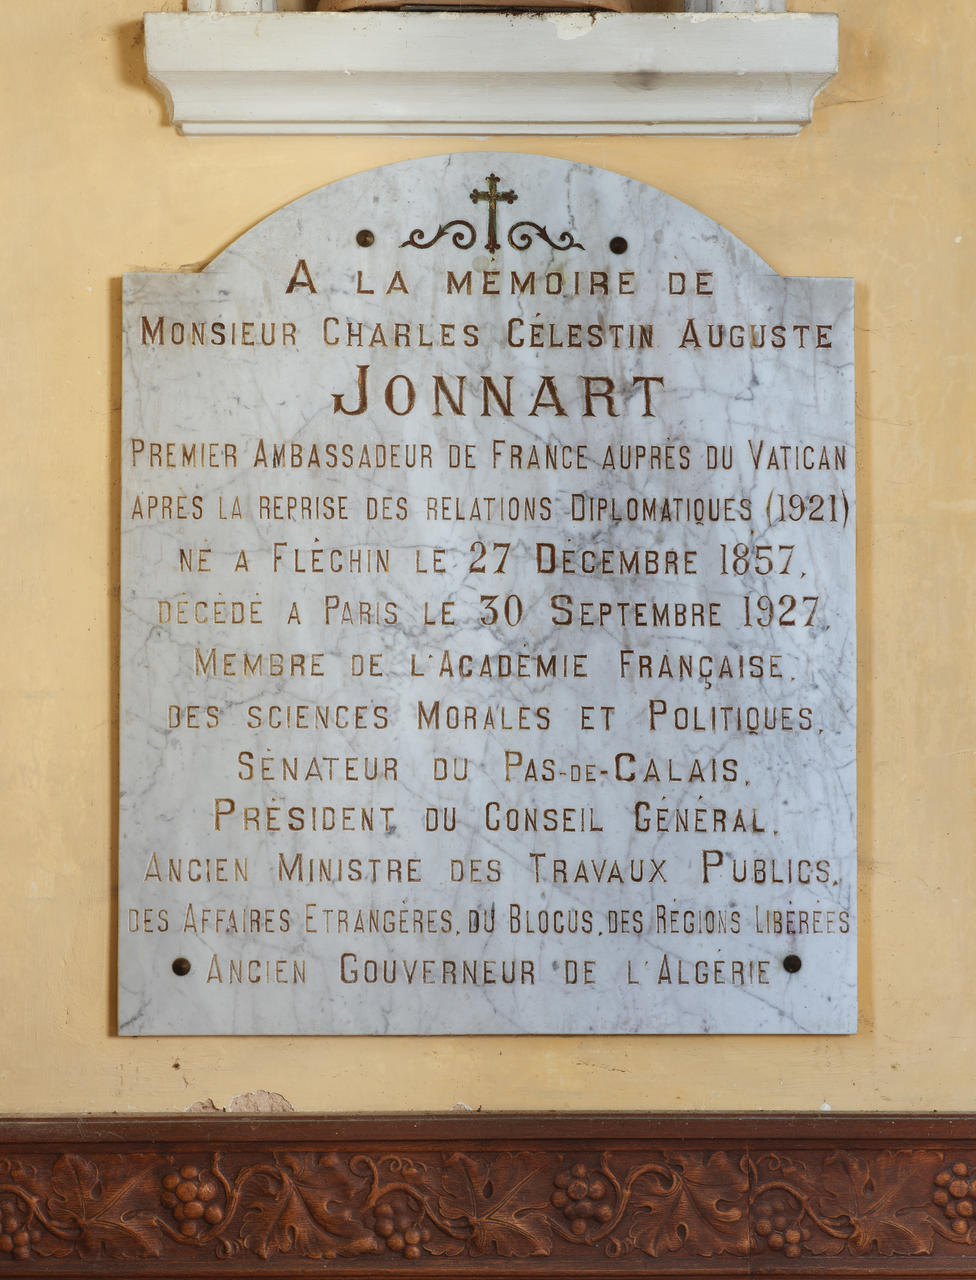 A LA MÉMOIRE DE
MONSIEUR CHARLES CÉLESTIN AUGUSTE
JONNART
PREMIER AMBASSADEUR DE FRANCE AUPRÈS DU VATICAN
APRÈS LA REPRISE DES RELATIONS DIPLOMATIQUES (1921)
NÉ A FLÉCHIN LE 27 DÉCEMBRE 1857,
DÉCÉDÉ A PARIS LE 30 SEPTEMBRE 1927,
MEMBRE DE L'ACADÉMIE FRANÇAISE,
DES SCIENCES MORALES ET POLITIQUES,
SÉNATEUR DU PAS-DE-CALAIS,
PRÉSIDENT DU CONSEIL GÉNÉRAL,
ANCIEN MINISTRE DES TRAVAUX PUBLICS,
DES AFFAIRES ETRANGÈRES, DU BLOCUS, DES RÉGIONS LIBÉRÉES
ANCIEN GOUVERNEUR DE L'ALGÉRIE